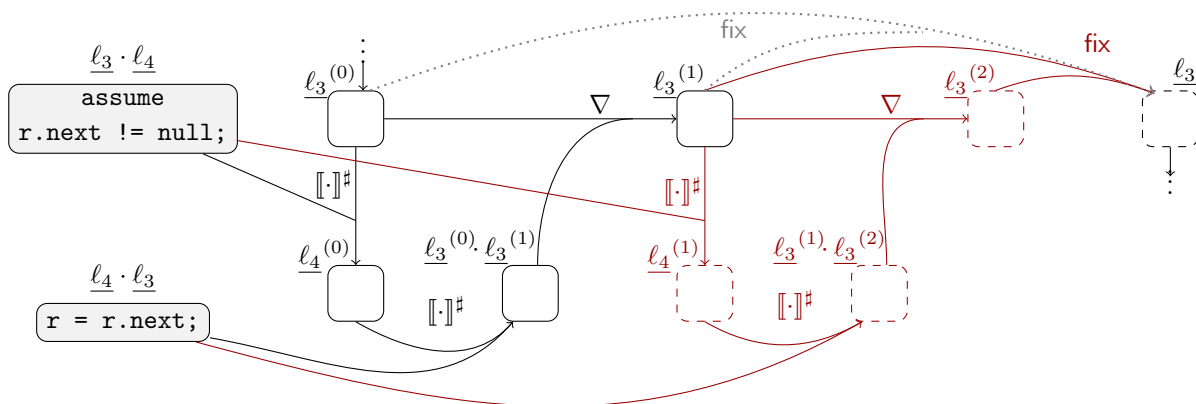 fix
fix
ℓ₃ · ℓ₄
assume
r.next != null;
⋮
ℓ₃⁽⁰⁾
∇
ℓ₃⁽¹⁾
∇
ℓ₃⁽²⁾
ℓ₃
⋮
⟦·⟧♯
⟦·⟧♯
ℓ₄⁽⁰⁾
ℓ₃⁽⁰⁾· ℓ₃⁽¹⁾
ℓ₄⁽¹⁾
ℓ₃⁽¹⁾· ℓ₃⁽²⁾
ℓ₄ · ℓ₃
r = r.next;
⟦·⟧♯
⟦·⟧♯